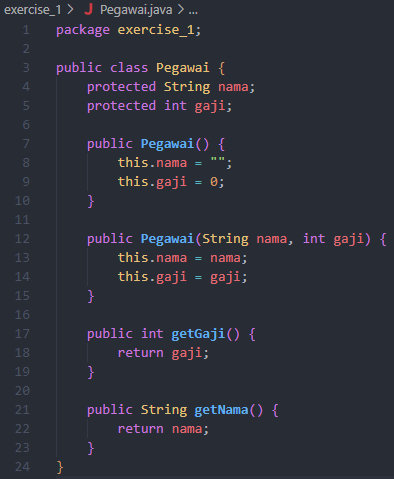 exercise_1 > J Pegawai.java > ...
1 package exercise_1;
2
3 public class Pegawai {
4     protected String nama;
5     protected int gaji;
6
7     public Pegawai() {
8         this.nama = "";
9         this.gaji = 0;
10     }
11
12     public Pegawai(String nama, int gaji) {
13         this.nama = nama;
14         this.gaji = gaji;
15     }
16
17     public int getGaji() {
18         return gaji;
19     }
20
21     public String getNama() {
22         return nama;
23     }
24 }